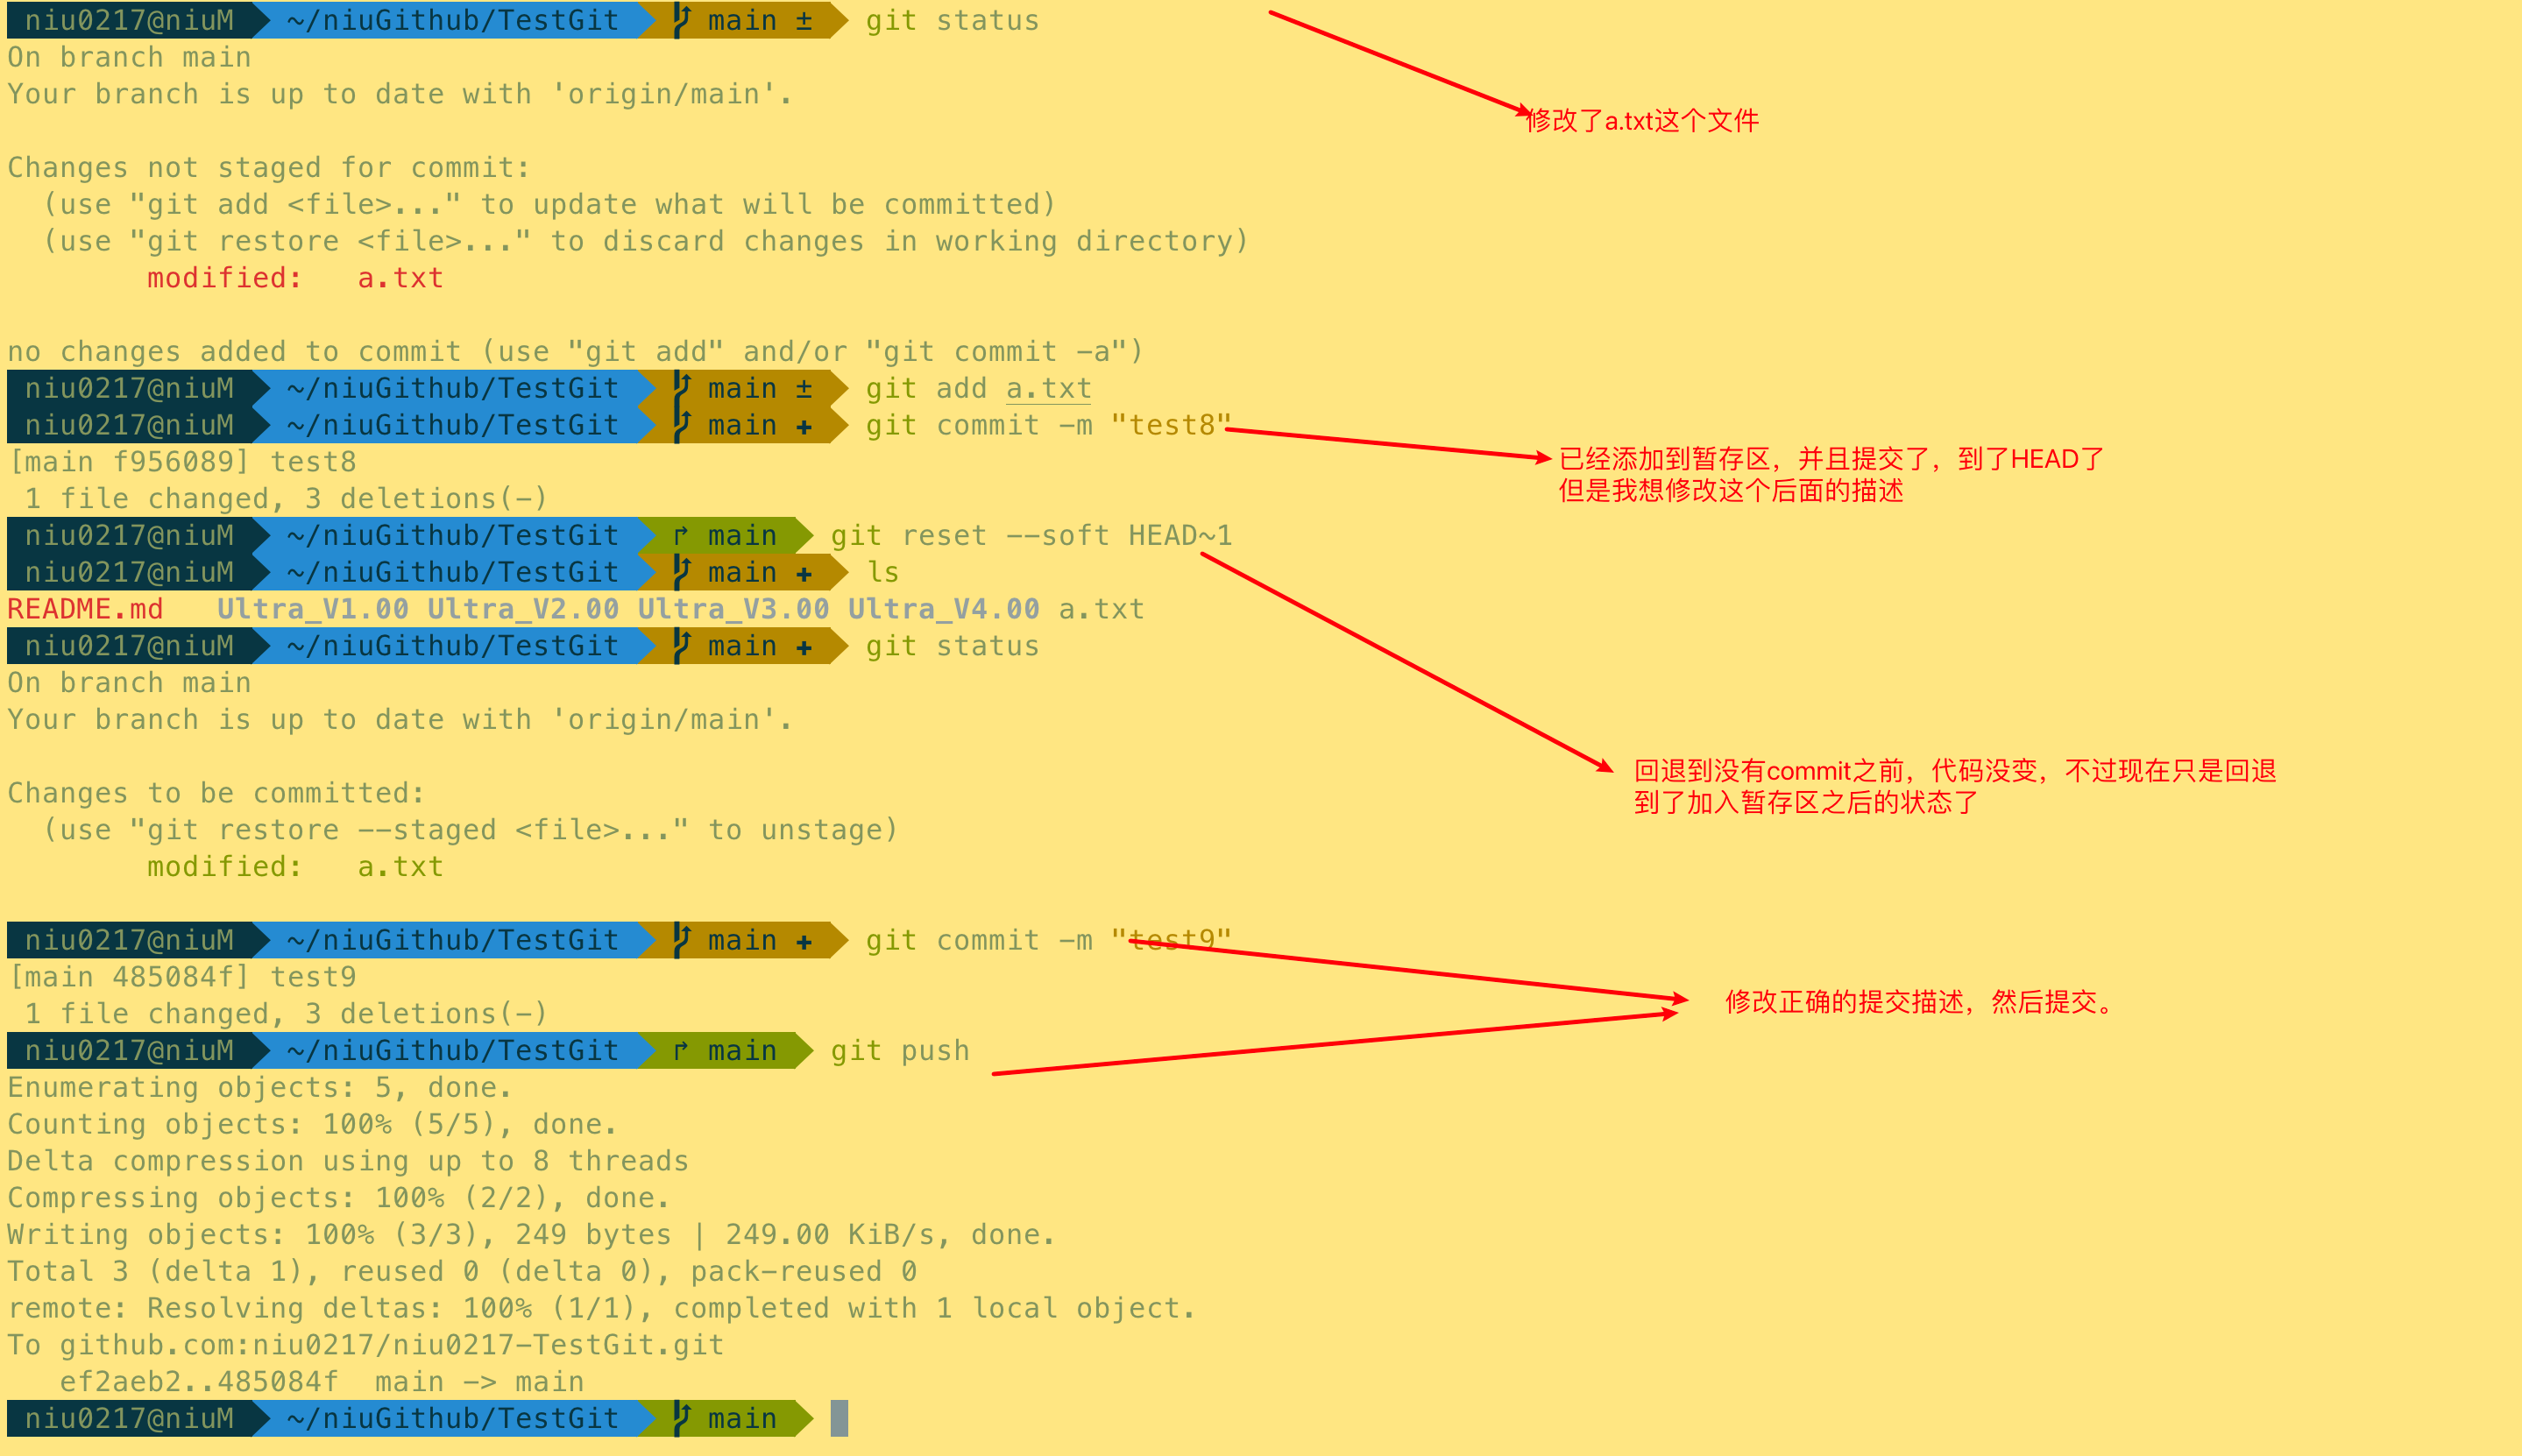 niu0217@niuM ~/niuGithub/TestGit main ± git status
On branch main
Your branch is up to date with 'origin/main'.
修改了a.txt这个文件
Changes not staged for commit:
(use "git add <file>..." to update what will be committed)
(use "git restore <file>..." to discard changes in working directory)
modified: a.txt
no changes added to commit (use "git add" and/or "git commit -a")
niu0217@niuM ~/niuGithub/TestGit main ± git add a.txt
niu0217@niuM ~/niuGithub/TestGit main ✚ git commit -m "test8"
[main f956089] test8
1 file changed, 3 deletions(-)
已经添加到暂存区，并且提交了，到了HEAD了
但是我想修改这个后面的描述
niu0217@niuM ~/niuGithub/TestGit ↱ main git reset --soft HEAD~1
niu0217@niuM ~/niuGithub/TestGit main ✚ ls
README.md Ultra_V1.00 Ultra_V2.00 Ultra_V3.00 Ultra_V4.00 a.txt
niu0217@niuM ~/niuGithub/TestGit main ✚ git status
On branch main
Your branch is up to date with 'origin/main'.
回退到没有commit之前，代码没变，不过现在只是回退
到了加入暂存区之后的状态了
Changes to be committed:
(use "git restore --staged <file>..." to unstage)
modified: a.txt
niu0217@niuM ~/niuGithub/TestGit main ✚ git commit -m "test9"
[main 485084f] test9
1 file changed, 3 deletions(-)
修改正确的提交描述，然后提交。
niu0217@niuM ~/niuGithub/TestGit ↱ main git push
Enumerating objects: 5, done.
Counting objects: 100% (5/5), done.
Delta compression using up to 8 threads
Compressing objects: 100% (2/2), done.
Writing objects: 100% (3/3), 249 bytes | 249.00 KiB/s, done.
Total 3 (delta 1), reused 0 (delta 0), pack-reused 0
remote: Resolving deltas: 100% (1/1), completed with 1 local object.
To github.com:niu0217/niu0217-TestGit.git
ef2aeb2..485084f main -> main
niu0217@niuM ~/niuGithub/TestGit main